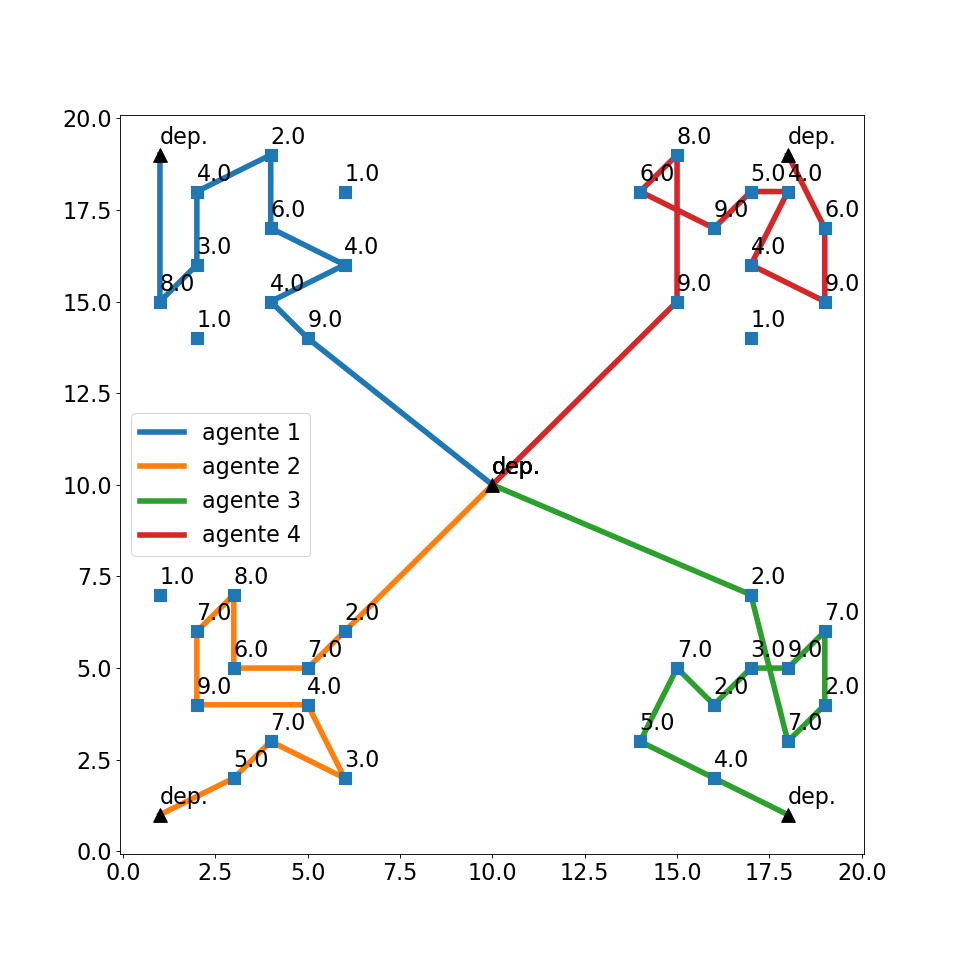 20.0
dep. 2.0 8.0 dep.
4.0 1.0 6.0 5.0 4.0
17.5
6.0 9.0 6.0
3.0 4.0 4.0
15.0
8.0 4.0 9.0 9.0
1.0 9.0 1.0
12.5
agente 1
agente 2
agente 3
agente 4
10.0
dep.
7.5
1.0 8.0 2.0
7.0 2.0 7.0
5.0
6.0 7.0 7.0 3.0 9.0
9.0 4.0 2.0 2.0
7.0 5.0 7.0
2.5
5.0 3.0 4.0
dep. dep.
0.0
0.0 2.5 5.0 7.5 10.0 12.5 15.0 17.5 20.0